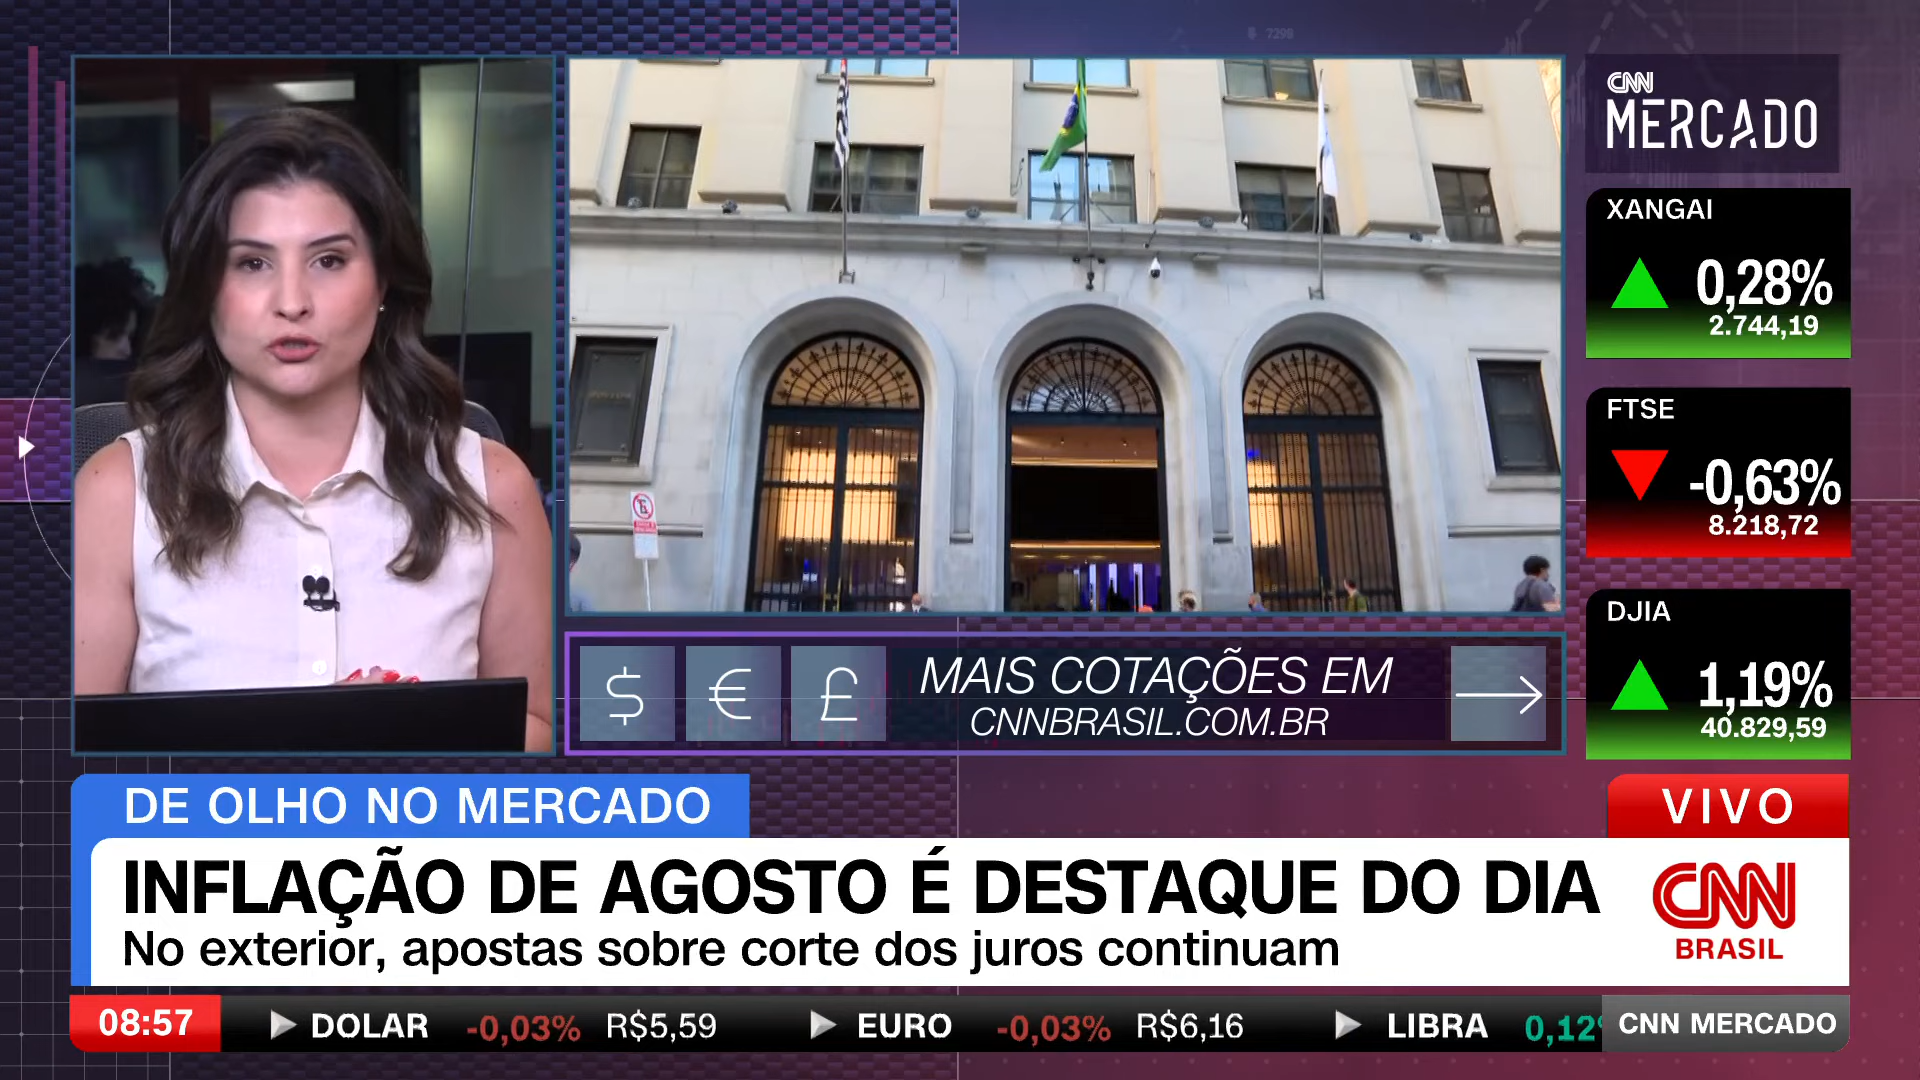 7298
CNN
MERCADO
XANGAI
0,28%
2.744,19
FTSE
-0,63%
8.218,72
DJIA
1,19%
40.829,59
$ € £
MAIS COTAÇÕES EM
CNNBRASIL.COM.BR
DE OLHO NO MERCADO
VIVO
INFLAÇÃO DE AGOSTO É DESTAQUE DO DIA
No exterior, apostas sobre corte dos juros continuam
CNN
BRASIL
08:57
DOLAR -0,03% R$5,59
EURO -0,03% R$6,16
LIBRA 0,12
CNN MERCADO